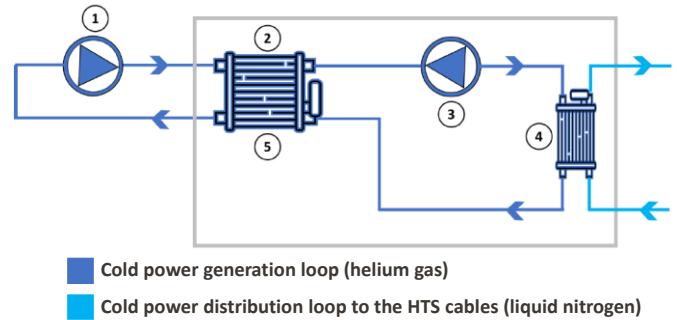 1
2
3
4
5
Cold power generation loop (helium gas)
Cold power distribution loop to the HTS cables (liquid nitrogen)